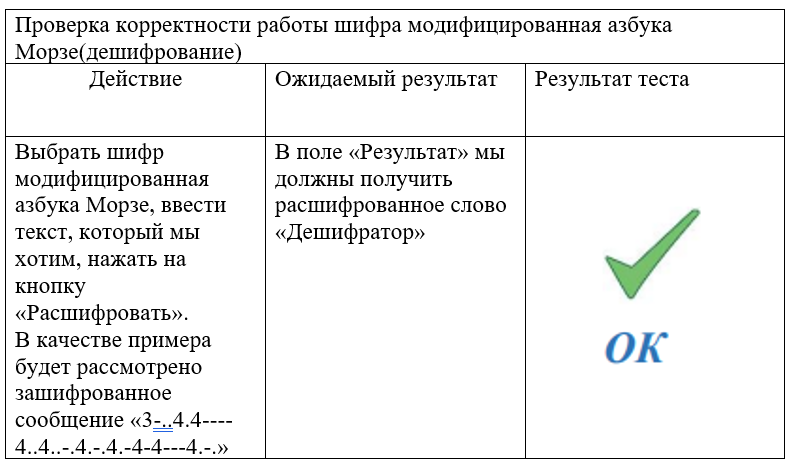 Проверка корректности работы шифра модифицированная азбука
Морзе(дешифрование)
Действие
Ожидаемый результат
Результат теста
Выбрать шифр
модифицированная
азбука Морзе, ввести
текст, который мы
хотим, нажать на
кнопку
«Расшифровать».
В качестве примера
будет рассмотрено
зашифрованное
сообщение «3-..4.4----
4..4..-.4.-.4.-4-4---4.-.»
В поле «Результат» мы
должны получить
расшифрованное слово
«Дешифратор»
ОК